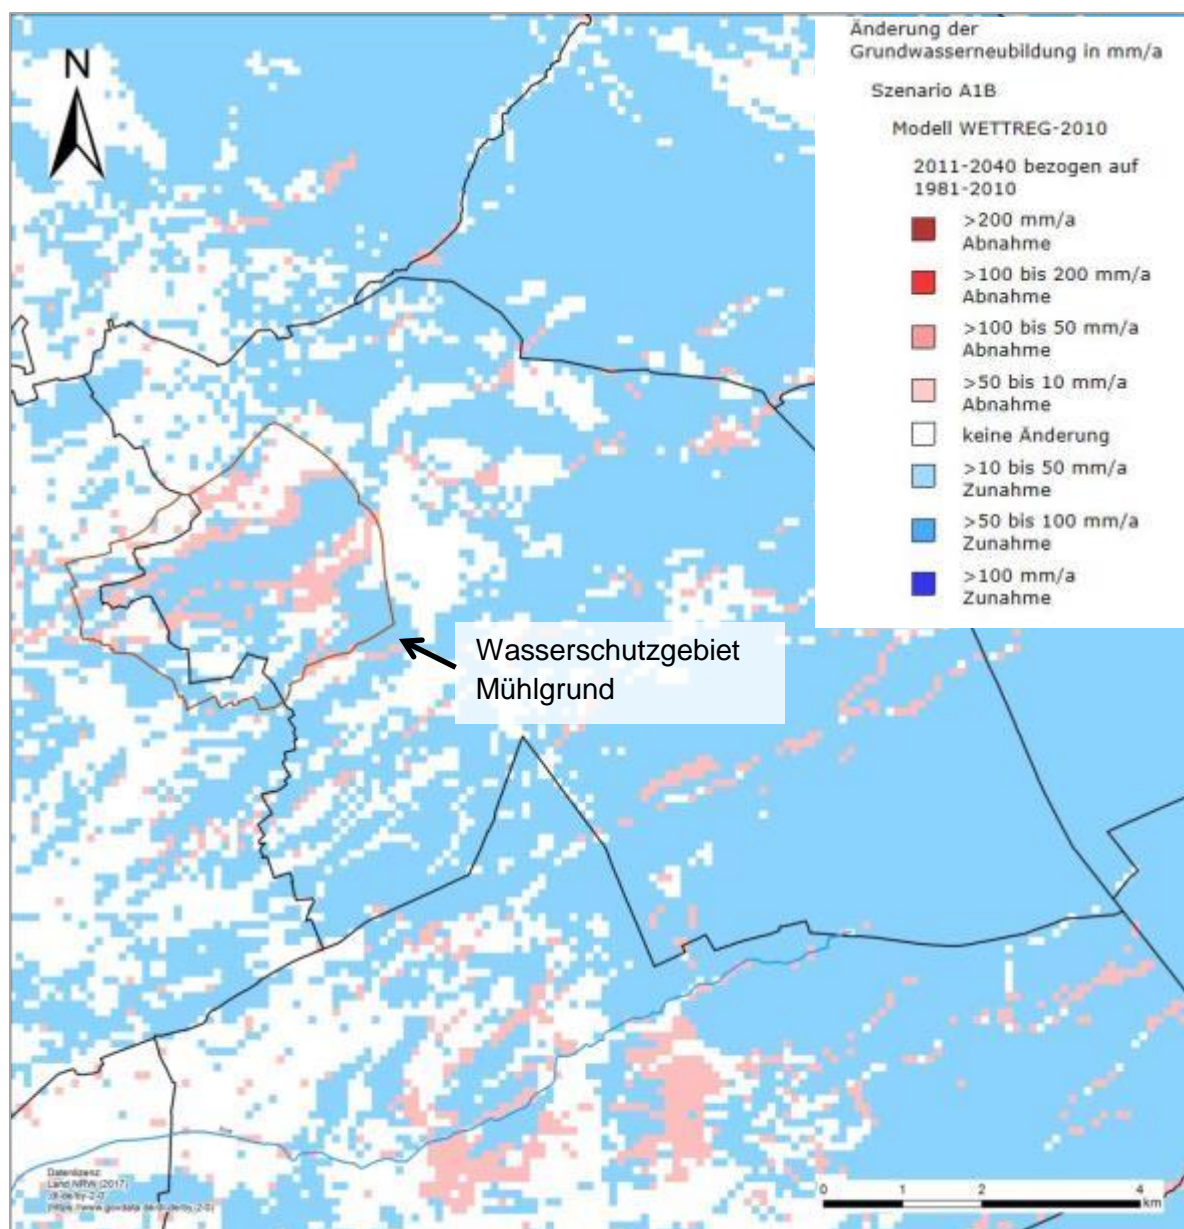 N
Änderung der
Grundwasserneubildung in mm/a
Szenario A1B
Modell WETTREG-2010
2011-2040 bezogen auf
1981-2010
>200 mm/a
Abnahme
>100 bis 200 mm/a
Abnahme
>100 bis 50 mm/a
Abnahme
>50 bis 10 mm/a
Abnahme
keine Änderung
>10 bis 50 mm/a
Zunahme
>50 bis 100 mm/a
Zunahme
>100 mm/a
Zunahme
Wasserschutzgebiet
Mühlgrund
Datenlizenz:
Land NRW (2017)
0 1 2 4
km